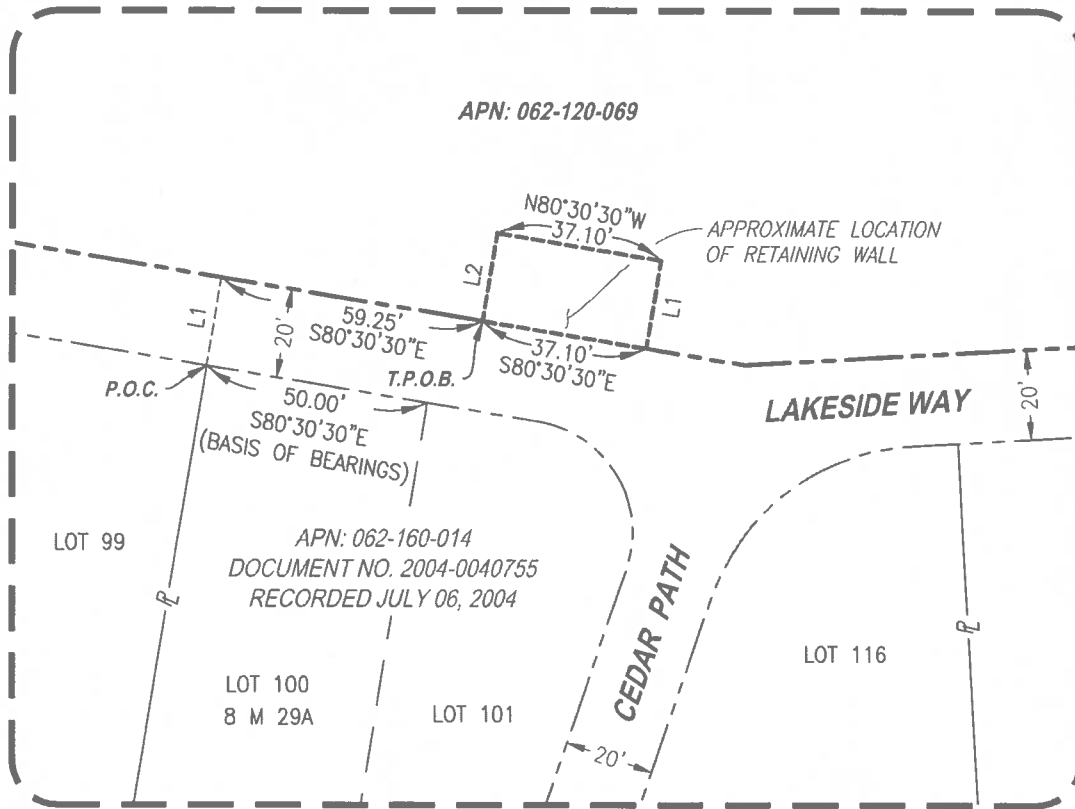 APN: 062-120-069
N80°30'30"W
37.10'
APPROXIMATE LOCATION
OF RETAINING WALL
L2
L1
L1
59.25'
S80°30'30"E
20'
37.10'
S80°30'30"E
T.P.O.B.
P.O.C.
50.00'
S80°30'30"E
(BASIS OF BEARINGS)
LAKESIDE WAY
20'
LOT 99
APN: 062-160-014
DOCUMENT NO. 2004-0040755
RECORDED JULY 06, 2004
PL
CEDAR PATH
PL
LOT 116
LOT 100
8 M 29A
LOT 101
20'